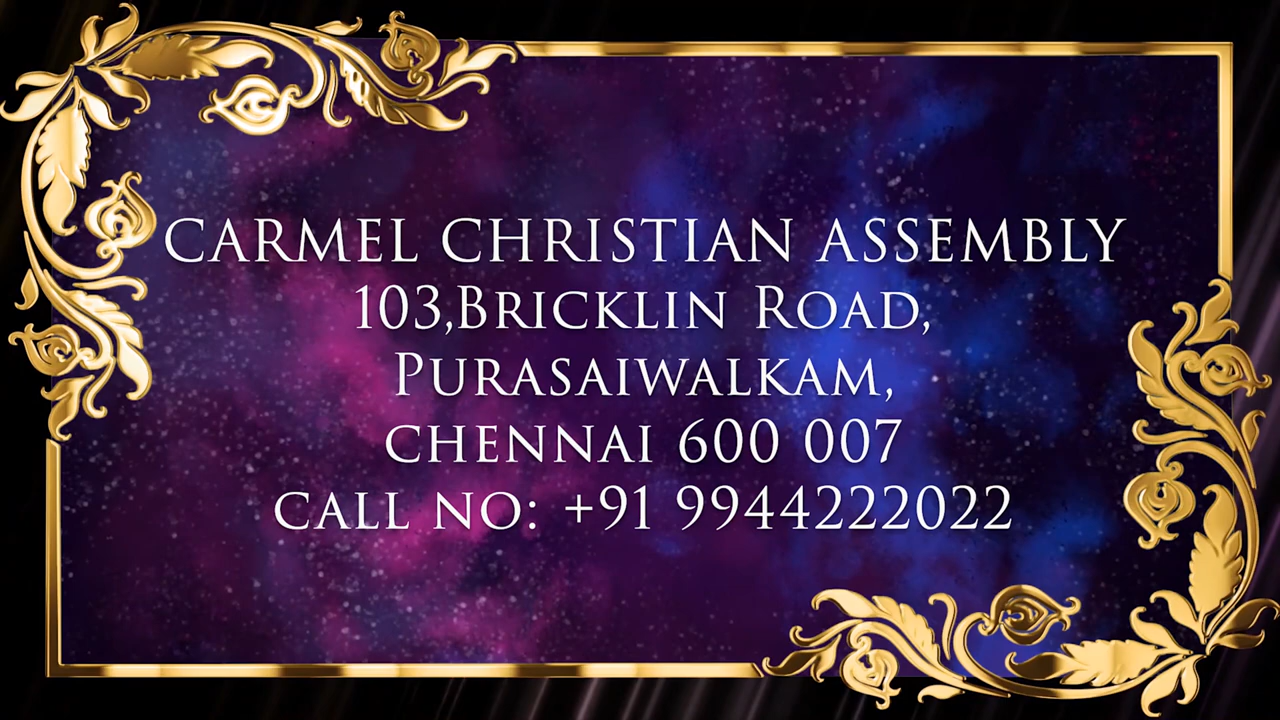 CARMEL CHRISTIAN ASSEMBLY
103,BRICKLIN ROAD,
PURASAIWALKAM,
CHENNAI 600 007
CALL NO: +91 9944222022